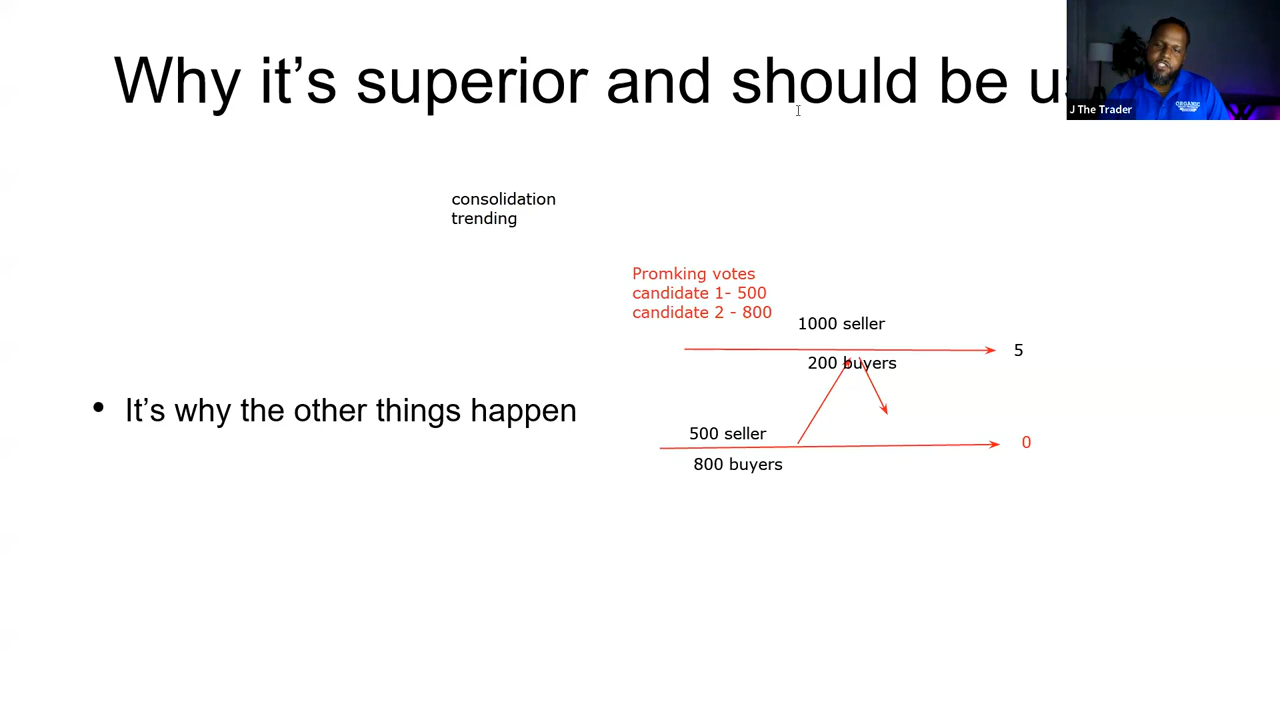 Why it's superior and should be
J The Trader
ORGANIC
consolidation
trending
Promking votes
candidate 1- 500
candidate 2 - 800
1000 seller
5
200 buyers
• It's why the other things happen
500 seller
0
800 buyers